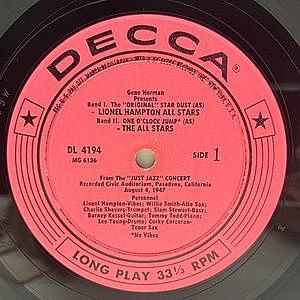 DECCA
Gene Norman
Presents
Band I. The "ORIGINAL" STAR DUST (AS)
- LIONEL HAMPTON ALL STARS
Band II. ONE O'CLOCK JUMP* (AS)
- THE ALL STARS
DL 4194
MG 6136
SIDE 1
From The "JUST JAZZ" CONCERT
Recorded Civic Auditorium, Pasadena, California
August 4, 1947
Personnel
Lionel Hampton-Vibes; Willie Smith-Alto Sax;
Charlie Shavers-Trumpet; Slam Stewart-Bass;
Barney Kessel-Guitar; Tommy Todd-Piano;
Lee Young-Drums; Corky Corcoran-
Tenor Sax
*No Vibes
LONG PLAY 33⅓ RPM